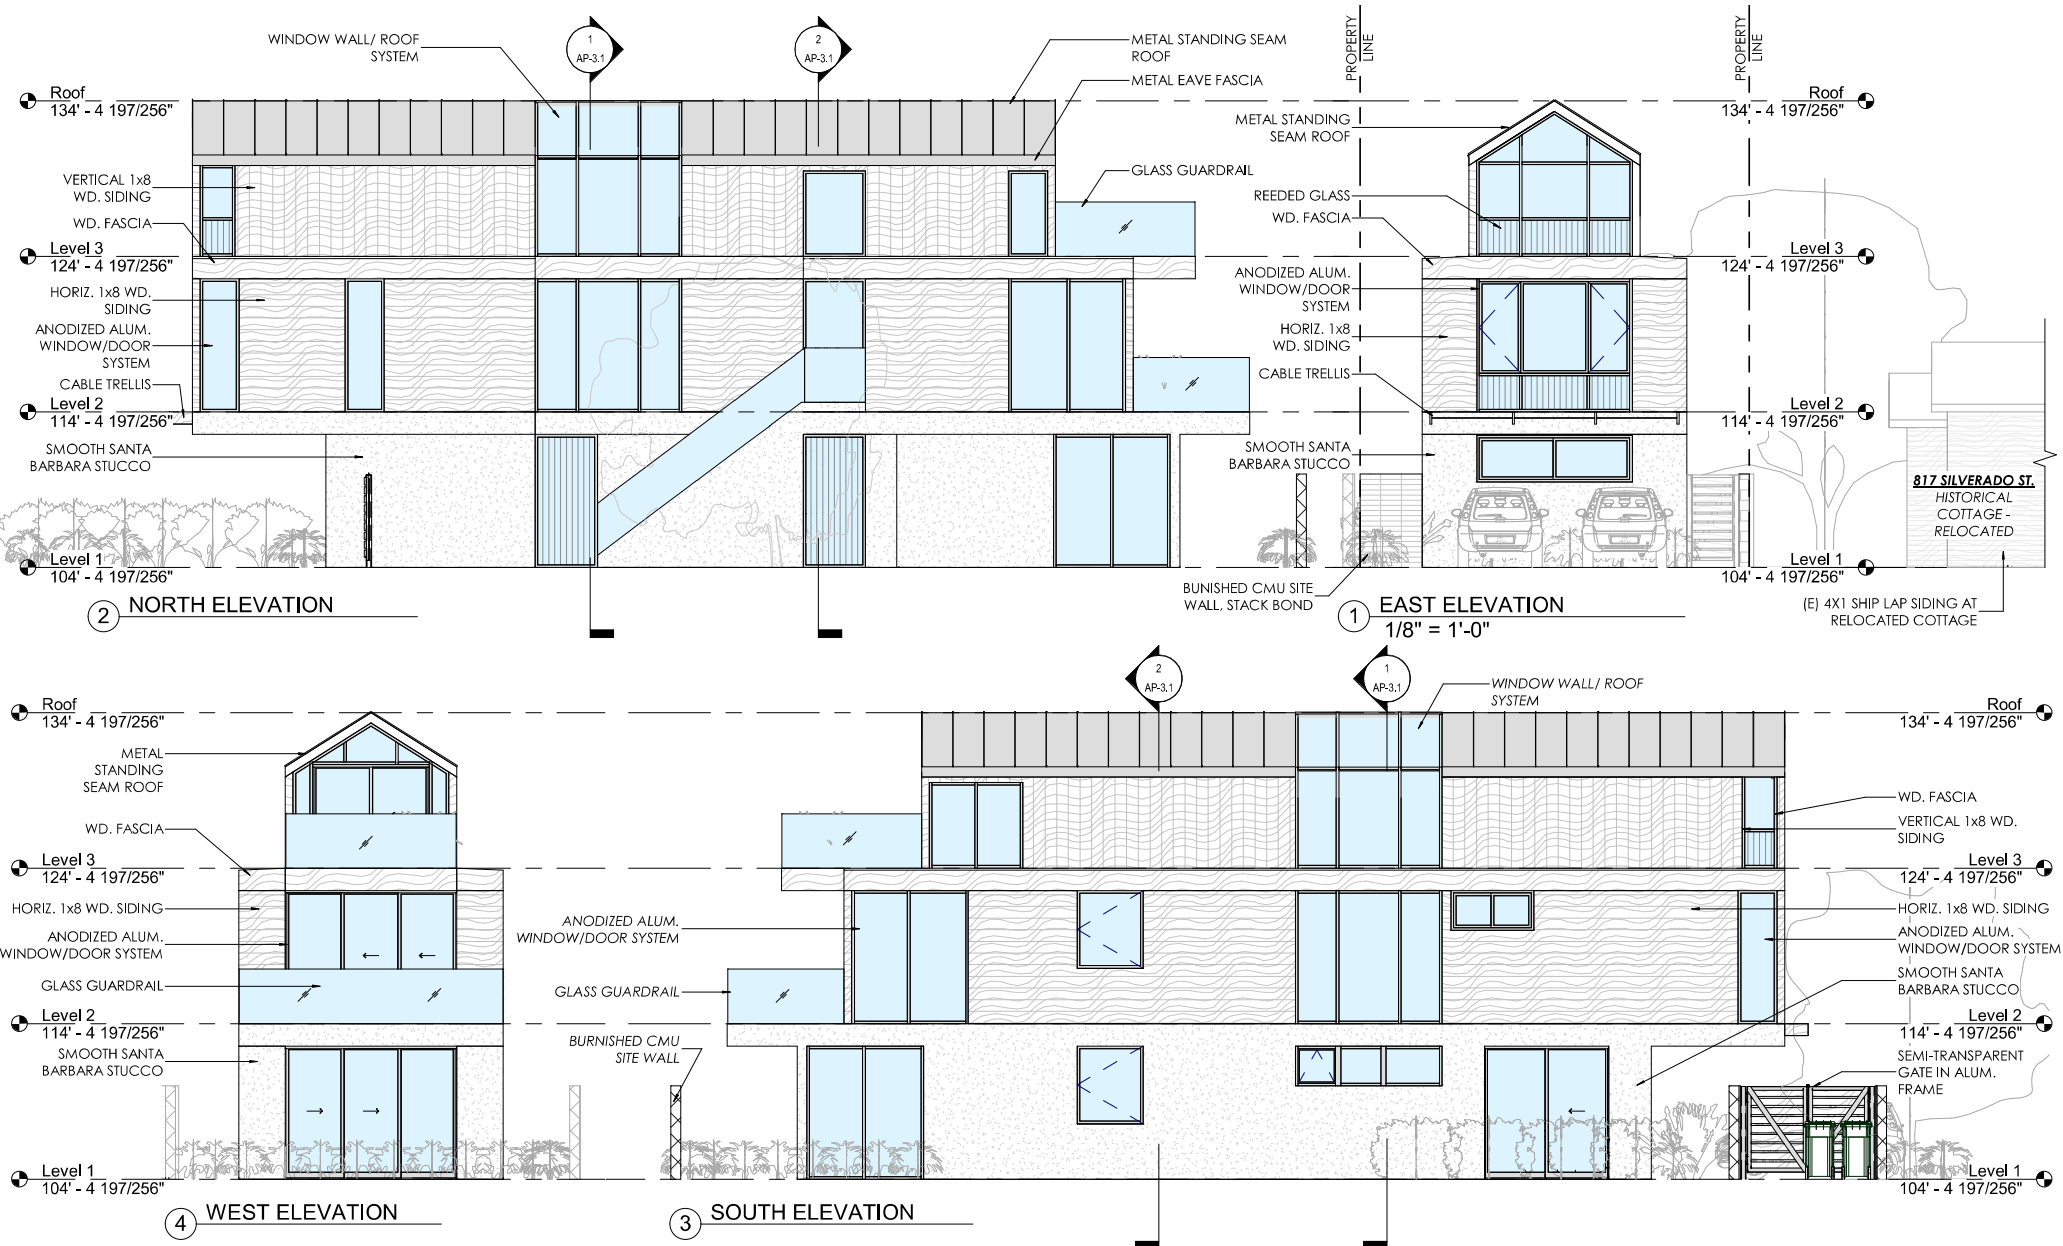 WINDOW WALL/ ROOF
SYSTEM
1
AP-3.1
2
AP-3.1
METAL STANDING SEAM
ROOF
METAL EAVE FASCIA
Roof
134' - 4 197/256"
VERTICAL 1x8
WD. SIDING
WD. FASCIA
GLASS GUARDRAIL
Level 3
124' - 4 197/256"
HORIZ. 1x8 WD.
SIDING
ANODIZED ALUM.
WINDOW/DOOR
SYSTEM
CABLE TRELLIS
Level 2
114' - 4 197/256"
SMOOTH SANTA
BARBARA STUCCO
Level 1
104' - 4 197/256"
2
NORTH ELEVATION
PROPERTY
LINE
PROPERTY
LINE
Roof
134' - 4 197/256"
METAL STANDING
SEAM ROOF
REEDED GLASS
WD. FASCIA
Level 3
124' - 4 197/256"
ANODIZED ALUM.
WINDOW/DOOR
SYSTEM
HORIZ. 1x8
WD. SIDING
CABLE TRELLIS
Level 2
114' - 4 197/256"
SMOOTH SANTA
BARBARA STUCCO
817 SILVERADO ST.
HISTORICAL
COTTAGE -
RELOCATED
Level 1
104' - 4 197/256"
BUNISHED CMU SITE
WALL, STACK BOND
(E) 4X1 SHIP LAP SIDING AT
RELOCATED COTTAGE
1
EAST ELEVATION
1/8" = 1'-0"
Roof
134' - 4 197/256"
METAL
STANDING
SEAM ROOF
WD. FASCIA
Level 3
124' - 4 197/256"
HORIZ. 1x8 WD. SIDING
ANODIZED ALUM.
WINDOW/DOOR SYSTEM
GLASS GUARDRAIL
Level 2
114' - 4 197/256"
SMOOTH SANTA
BARBARA STUCCO
Level 1
104' - 4 197/256"
4
WEST ELEVATION
2
AP-3.1
1
AP-3.1
WINDOW WALL/ ROOF
SYSTEM
Roof
134' - 4 197/256"
WD. FASCIA
VERTICAL 1x8 WD.
SIDING
Level 3
124' - 4 197/256"
ANODIZED ALUM.
WINDOW/DOOR SYSTEM
HORIZ. 1x8 WD. SIDING
ANODIZED ALUM.
WINDOW/DOOR SYSTEM
GLASS GUARDRAIL
SMOOTH SANTA
BARBARA STUCCO
Level 2
114' - 4 197/256"
BURNISHED CMU
SITE WALL
SEMI-TRANSPARENT
GATE IN ALUM.
FRAME
Level 1
104' - 4 197/256"
3
SOUTH ELEVATION